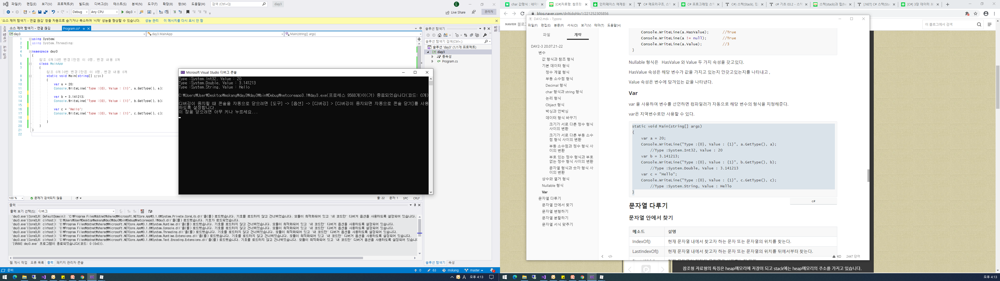 파일(F) 편집(E) 보기(V) 프로젝트(P) 빌드(B) 디버그(D) 테스트(S) 분석(N) 도구(T) 확장(X) 창(W) 도움말(H) 검색 (Ctrl+Q) day3
Debug Any CPU day3 Live Share 관리자
'소스 제어 탐색기 - 연결 끊김' 창을 자동으로 숨기거나 축소하여 '시작' 성능을 향상할 수 있습니다. 성능 관리 이 메시지를 다시 표시 안 함
서버 탐색기
도구 상자
소스 제어 탐색기 - 연결 끊김 Program.cs*
day3 day3.MainApp Main(string[] args)
1 using System;
2 using System.Threading;
3
4 namespace day3
5 {
참조 0개|0번 변경|만든 이 0명, 변경 내용 0개
6 class MainApp
7 {
참조 0개|0번 변경|만든 이 0명, 변경 내용 0개
8 static void Main(string[] args)
9 {
10 var a = 20;
11 Console.WriteLine("Type :{0}, Value : {1}", a.GetType(), a);
12
13 var b = 3.141213;
14 Console.WriteLine("Type :{0}, Value : {1}", b.GetType(), b);
15
16 var c = "Hello";
17 Console.WriteLine("Type :{0}, Value : {1}", c.GetType(), c);
18
19 }
20 }
21 }
22
100 % 문제가 검색되지 않음 줄: 22 문자: 1 SPC CRLF
Microsoft Visual Studio 디버그 콘솔
Type :System.Int32, Value : 20
Type :System.Double, Value : 3.141213
Type :System.String, Value : Hello
C:₩Users₩User₩Desktop₩mskang₩day3₩day3₩bin₩Debug₩netcoreapp3.1₩day3.exe(프로세스 9568개)이(가) 종료되었습니다(코드: 0개)
.
디버깅이 중지될 때 콘솔을 자동으로 닫으려면 [도구] -> [옵션] -> [디버깅] > [디버깅이 중지되면 자동으로 콘솔 닫기]를 사용
하도록 설정합니다.
이 창을 닫으려면 아무 키나 누르세요...
솔루션 탐색기
솔루션 탐색기 검색(Ctrl+;)
솔루션 'day3' (1/1개 프로젝트)
day3
종속성
Program.cs
출력
출력 보기 선택(S): 디버그
'day3.exe'(CoreCLR: DefaultDomain): 'C:₩Program Files₩dotnet₩shared₩Microsoft.NETCore.App₩3.1.6₩System.Private.CoreLib.dll'을(를) 로드했습니다. 기호를 로드하지 않고 건너뛰었습니다. 모듈이 최적화되어 있고 '내 코드만' 디버거 옵션을 사용하도록 설정되어 있습니다.
'day3.exe'(CoreCLR: clrhost): 'C:₩Users₩User₩Desktop₩mskang₩day3₩day3₩bin₩Debug₩netcoreapp3.1₩day3.dll'을(를) 로드했습니다. 기호가 로드되었습니다.
'day3.exe'(CoreCLR: clrhost): 'C:₩Program Files₩dotnet₩shared₩Microsoft.NETCore.App₩3.1.6₩System.Runtime.dll'을(를) 로드했습니다. 기호를 로드하지 않고 건너뛰었습니다. 모듈이 최적화되어 있고 '내 코드만' 디버거 옵션을 사용하도록 설정되어 있습니다.
'day3.exe'(CoreCLR: clrhost): 'C:₩Program Files₩dotnet₩shared₩Microsoft.NETCore.App₩3.1.6₩System.Console.dll'을(를) 로드했습니다. 기호를 로드하지 않고 건너뛰었습니다. 모듈이 최적화되어 있고 '내 코드만' 디버거 옵션을 사용하도록 설정되어 있습니다.
'day3.exe'(CoreCLR: clrhost): 'C:₩Program Files₩dotnet₩shared₩Microsoft.NETCore.App₩3.1.6₩System.Threading.dll'을(를) 로드했습니다. 기호를 로드하지 않고 건너뛰었습니다. 모듈이 최적화되어 있고 '내 코드만' 디버거 옵션을 사용하도록 설정되어 있습니다.
'day3.exe'(CoreCLR: clrhost): 'C:₩Program Files₩dotnet₩shared₩Microsoft.NETCore.App₩3.1.6₩System.Runtime.Extensions.dll'을(를) 로드했습니다. 기호를 로드하지 않고 건너뛰었습니다. 모듈이 최적화되어 있고 '내 코드만' 디버거 옵션을 사용하도록 설정되어 있습니다.
'day3.exe'(CoreCLR: clrhost): 'C:₩Program Files₩dotnet₩shared₩Microsoft.NETCore.App₩3.1.6₩System.Text.Encoding.Extensions.dll'을(를) 로드했습니다. 기호를 로드하지 않고 건너뛰었습니다. 모듈이 최적화되어 있고 '내 코드만' 디버거 옵션을 사용하도록 설정되어 있습니다
'[9568] day3.exe' 프로그램이 종료되었습니다(코드: 0 (0x0)).
웹 게시 작업 오류 목록 출력 패키지 관리자 콘솔 솔루션 탐색기 속성
준비 0 63 mskang master 2
A 오후 4:13
char 값형식 : 네이 [C#]자료형: 참조형 인터페이스 예제들 C# 메모리구조, 스 C# 프로그래밍 스택 C#) 스택(Stack), 힙 c# 기초 03.2 - 스택 스택(stack)과 힙(he [.NET] C# 스택(Stac [C#] 3장 데이터 보
blog.naver.com/dnltjdghks1/221252305856
NAVER 블로그 이 블로그에서 검색
DAY2.md• - Typora
파일(F) 편집(E) 본문(P) 서식(O) 보기(V) 테마(T) 도움말(H)
파일 개략
DAY2-3 20.07.21-22
변수
값 형식과 참조 형식
기본 데이터 형식
정수 계열 형식
부동 소수점 형식
Decimal 형식
char 형식과 string 형식
논리 형식
Object 형식
박싱과 언박싱
데이터 형식 바꾸기
크기가 서로 다른 정수 형식
사이의 변환
크기가 서로 다른 부동 소수
점 형식 사이의 변환
부동 소수점과 정수 형식 사
이의 변환
부호 있는 정수 형식과 부호
없는 정수 형식 사이의 변환
문자열 형식과 숫자 형식 사
이의 변환
상수와 열거 형식
Nullable 형식
Var
문자열 다루기
문자열 안에서 찾기
문자열 변형하기
문자열 분할하기
문자열 서식 맞추기
Console.WriteLine(a.HasValue); //True
Console.WriteLine(a != null); //True
Console.WriteLine(a.Value); //3
}
Nullable 형식은 HasValue 와 Value 두 가지 속성을 갖고있다.
HasValue 속성은 해당 변수가 값을 가지고 있는지 안갖고있는지를 나타내고 ,
Value 속성은 변수에 담겨있는 값을 나타낸다.
Var
var 을 사용하여 변수를 선언하면 컴파일러가 자동으로 해당 변수의 형식을 지정해준다.
var은 지역변수로만 사용할 수 있다.
static void Main(string[] args)
{
var a = 20;
Console.WriteLine("Type :{0}, Value : {1}", a.GetType(), a);
//Type :System.Int32, Value : 20
var b = 3.141213;
Console.WriteLine("Type :{0}, Value : {1}", b.GetType(), b);
//Type :System.Double, Value : 3.141213
var c = "Hello";
Console.WriteLine("Type :{0}, Value : {1}", c.GetType(), c);
//Type :System.String, Value : Hello
}
c#
문자열 다루기
문자열 안에서 찾기
메소드 설명
IndexOf() 현재 문자열 내에서 찾고자 하는 문자 또는 문자열의 위치를 찾는다.
LastIndexOf() 현재 문자열 내에서 찾고자 하는 문자 또는 문자열의 위치를 뒤에서부터 찾는다.
KO 2447 단어
참조형 자료형의 특징은 heap메모리에 저장이 되고 stack에는 heap메모리의 주소를 가지고 있습니다.
오후 4:13